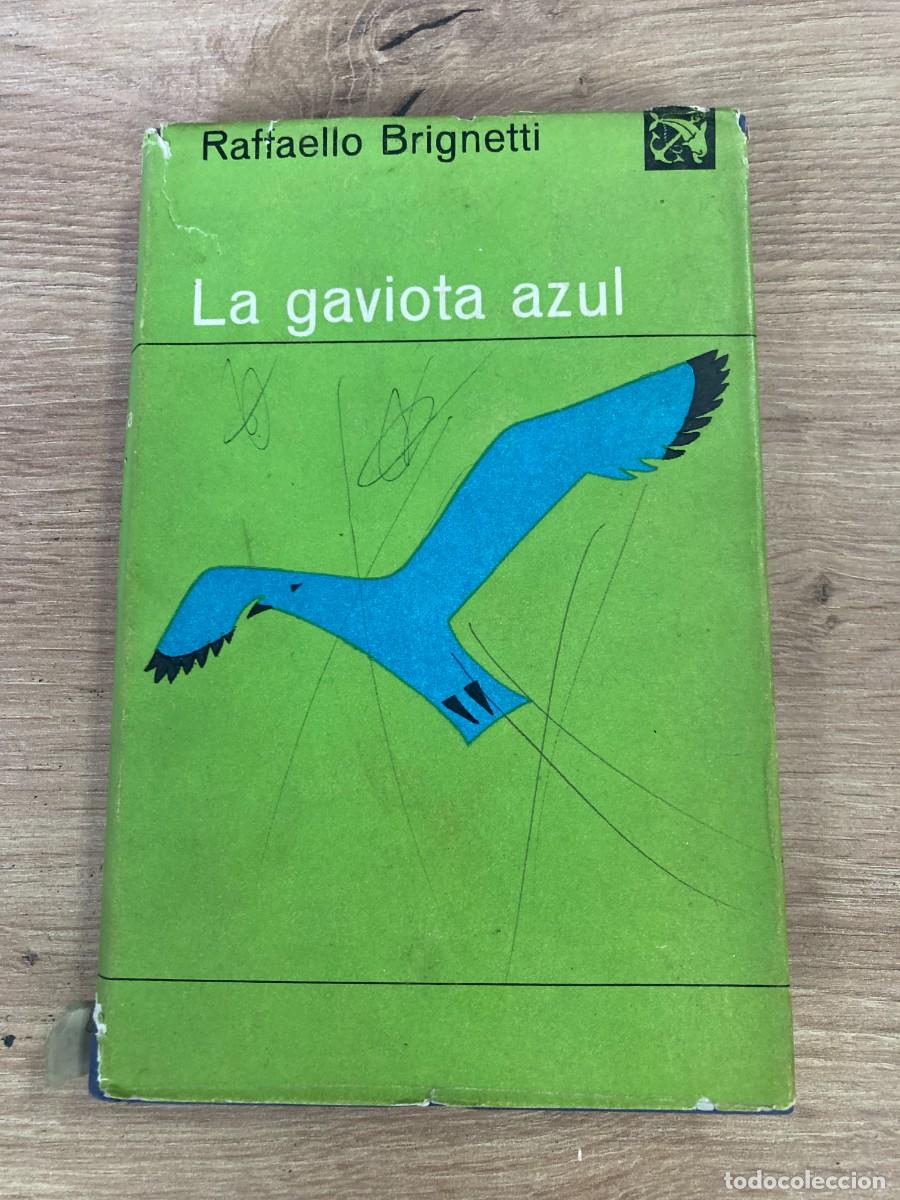 Raffaello Brignetti
La gaviota azul
todocoleccion